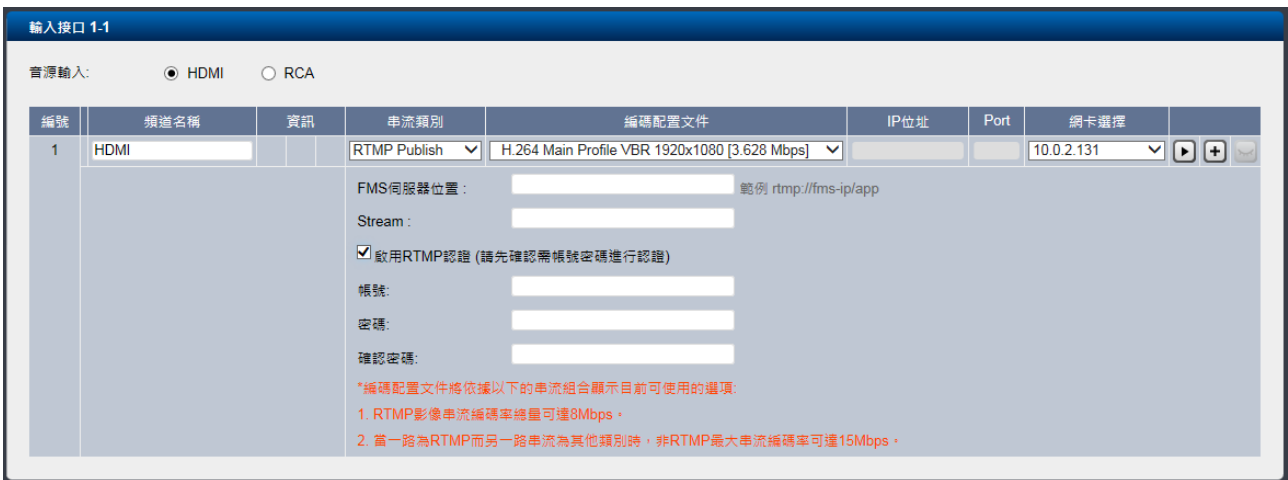 輸入接口 1-1
音源輸入: HDMI RCA
編號 頻道名稱 資訊 串流類別 編碼配置文件 IP位址 Port 網卡選擇
1 HDMI RTMP Publish H.264 Main Profile VBR 1920x1080 [3.628 Mbps] 10.0.2.131
FMS伺服器位置 : 範例 rtmp://fms-ip/app
Stream :
啟用RTMP認證 (請先確認需帳號密碼進行認證)
帳號:
密碼:
確認密碼:
*編碼配置文件將依據以下的串流組合顯示目前可使用的選項:
1. RTMP影像串流編碼率總量可達8Mbps。
2. 當一路為RTMP而另一路串流為其他類別時，非RTMP最大串流編碼率可達15Mbps。